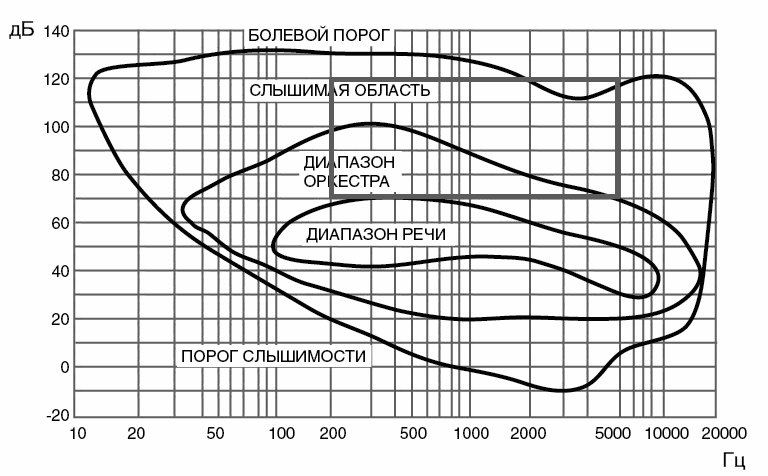 дБ
140
БОЛЕВОЙ ПОРОГ
120
СЛЫШИМАЯ ОБЛАСТЬ
100
ДИАПАЗОН
ОРКЕСТРА
80
60
ДИАПАЗОН РЕЧИ
40
20
ПОРОГ СЛЫШИМОСТИ
0
-20
10 20 50 100 200 500 1000 2000 5000 10000 20000
Гц